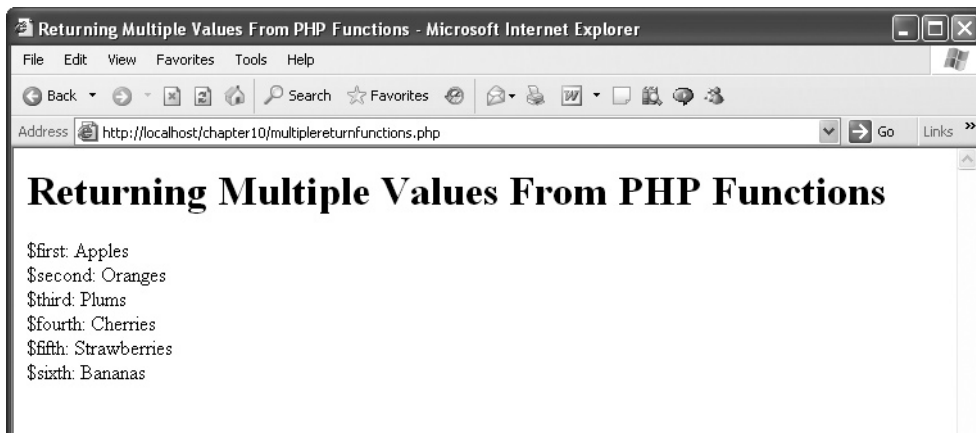 Returning Multiple Values From PHP Functions - Microsoft Internet Explorer
File Edit View Favorites Tools Help
Back Search Favorites
Address http://localhost/chapter10/multiplereturnfunctions.php Go Links »
Returning Multiple Values From PHP Functions
$first: Apples
$second: Oranges
$third: Plums
$fourth: Cherries
$fifth: Strawberries
$sixth: Bananas